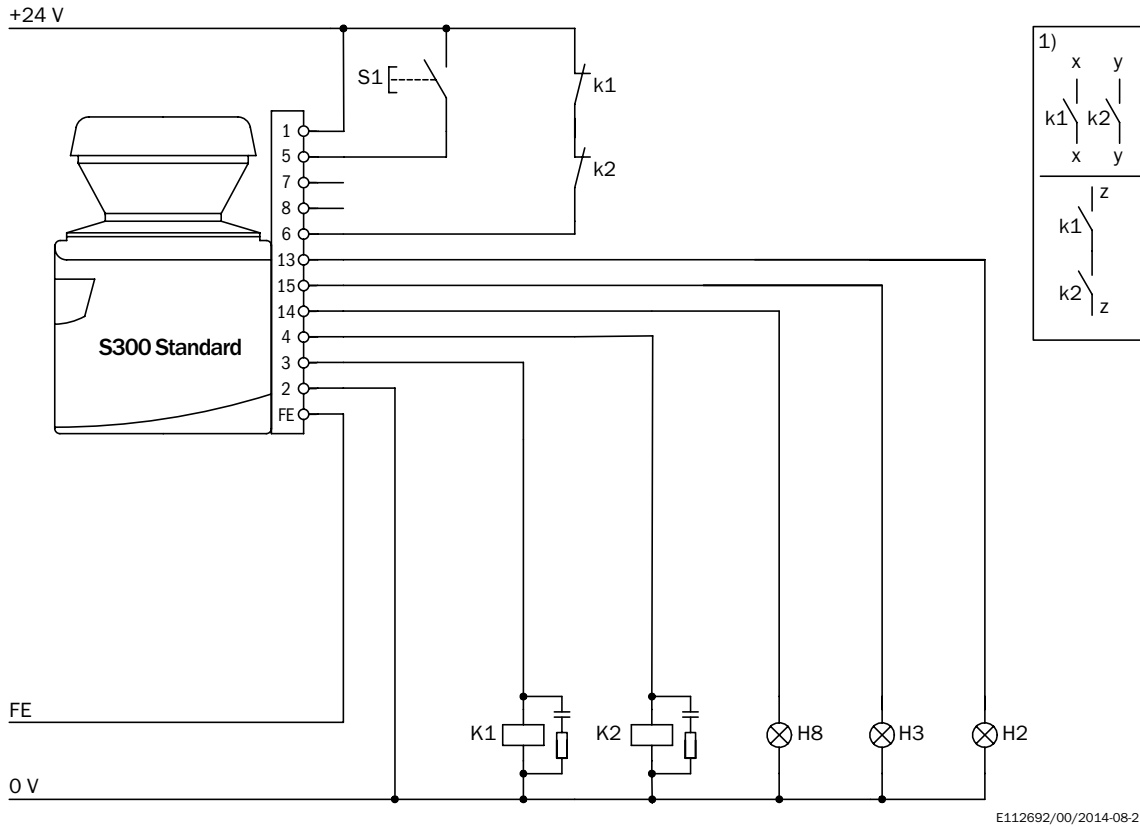 +24 V
1)
x y
S1
k1
k1 k2
1
5
x y
k2
7
z
8
k1
6
13
15
k2
14
z
S300 Standard
4
3
2
FE
FE
K1
K2
H8
H3
H2
0 V
E112692/00/2014-08-2